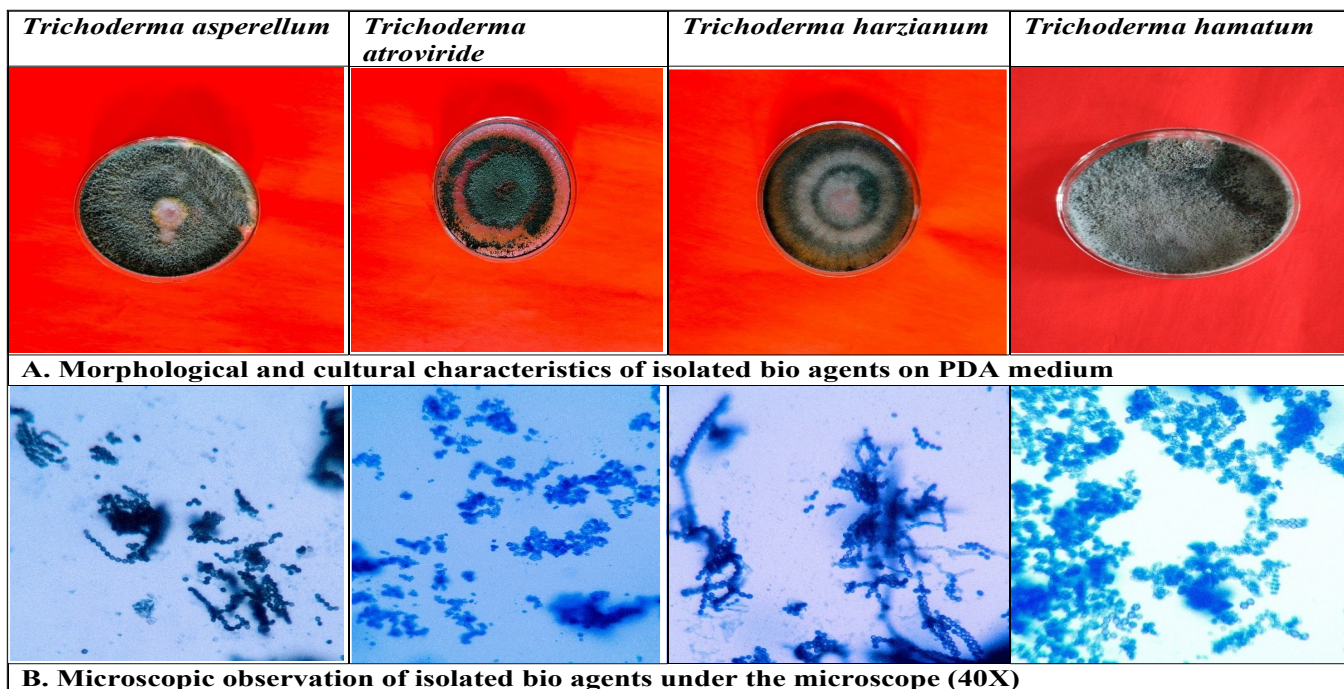 Trichoderma asperellum
Trichoderma
atroviride
Trichoderma harzianum
Trichoderma hamatum
A. Morphological and cultural characteristics of isolated bio agents on PDA medium
B. Microscopic observation of isolated bio agents under the microscope (40X)